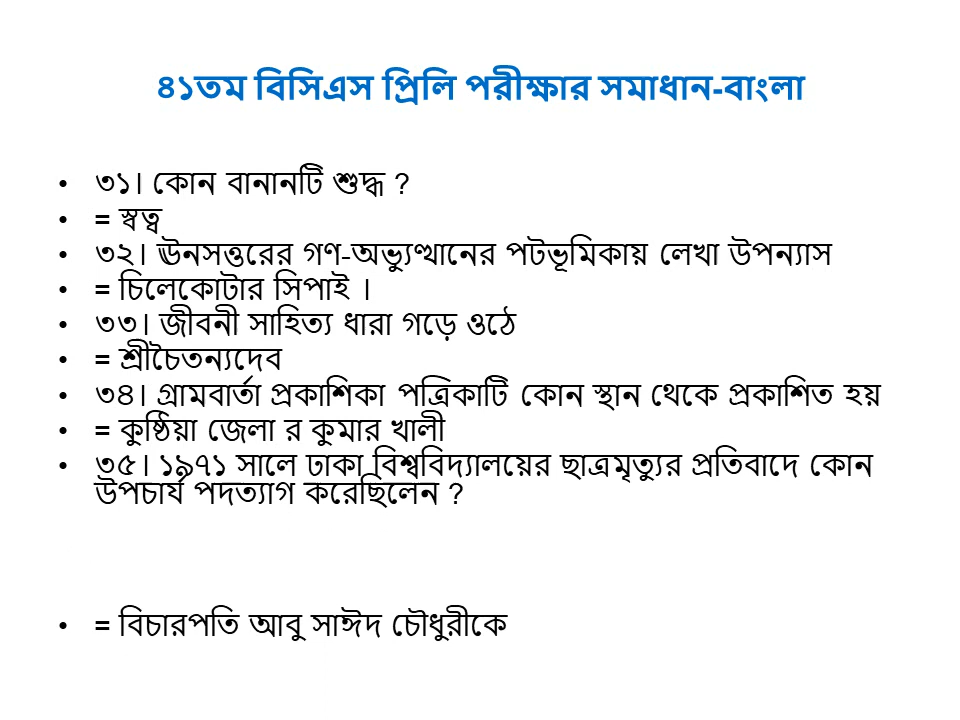 ৪১তম বিসিএস প্রিলি পরীক্ষার সমাধান-বাংলা
• ৩১। কোন বানানটি শুদ্ধ ?
• = স্বত্ব
• ৩২। ঊনসত্তরের গণ-অভ্যুত্থানের পটভূমিকায় লেখা উপন্যাস
• = চিলেকোটার সিপাই ।
• ৩৩। জীবনী সাহিত্য ধারা গড়ে ওঠে
• = শ্রীচৈতন্যদেব
• ৩৪। গ্রামবার্তা প্রকাশিকা পত্রিকাটি কোন স্থান থেকে প্রকাশিত হয়
• = কুষ্ঠিয়া জেলা র কুমার খালী
• ৩৫। ১৯৭১ সালে ঢাকা বিশ্ববিদ্যালয়ের ছাত্রমৃত্যুর প্রতিবাদে কোন
উপচার্য পদত্যাগ করেছিলেন ?
• = বিচারপতি আবু সাঈদ চৌধুরীকে